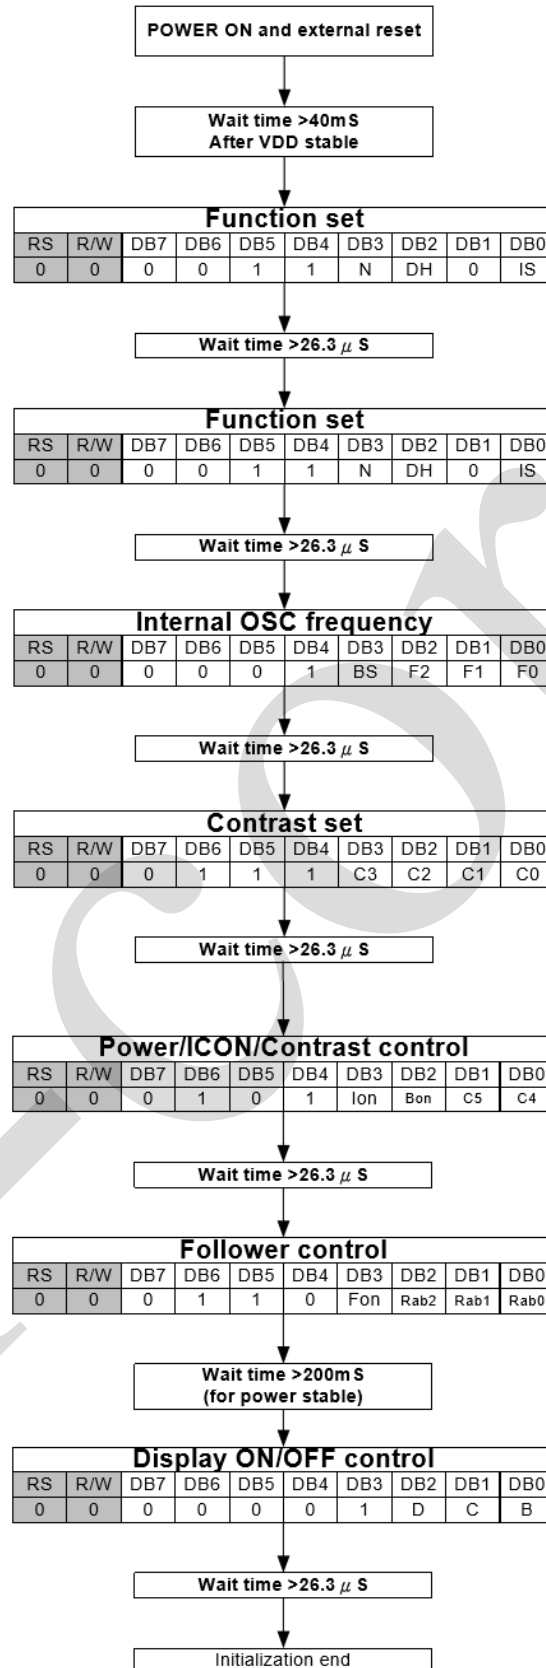 POWER ON and external reset
Wait time >40mS
After VDD stable
Function set
RS R/W DB7 DB6 DB5 DB4 DB3 DB2 DB1 DB0
0 0 0 0 1 1 N DH 0 IS
Wait time >26.3 μ S
Function set
RS R/W DB7 DB6 DB5 DB4 DB3 DB2 DB1 DB0
0 0 0 0 1 1 N DH 0 IS
Wait time >26.3 μ S
Internal OSC frequency
RS R/W DB7 DB6 DB5 DB4 DB3 DB2 DB1 DB0
0 0 0 0 0 1 BS F2 F1 F0
Wait time >26.3 μ S
Contrast set
RS R/W DB7 DB6 DB5 DB4 DB3 DB2 DB1 DB0
0 0 0 1 1 1 C3 C2 C1 C0
Wait time >26.3 μ S
Power/ICON/Contrast control
RS R/W DB7 DB6 DB5 DB4 DB3 DB2 DB1 DB0
0 0 0 1 0 1 Ion Bon C5 C4
Wait time >26.3 μ S
Follower control
RS R/W DB7 DB6 DB5 DB4 DB3 DB2 DB1 DB0
0 0 0 1 1 0 Fon Rab2 Rab1 Rab0
Wait time >200mS
(for power stable)
Display ON/OFF control
RS R/W DB7 DB6 DB5 DB4 DB3 DB2 DB1 DB0
0 0 0 0 0 0 1 D C B
Wait time >26.3 μ S
Initialization end